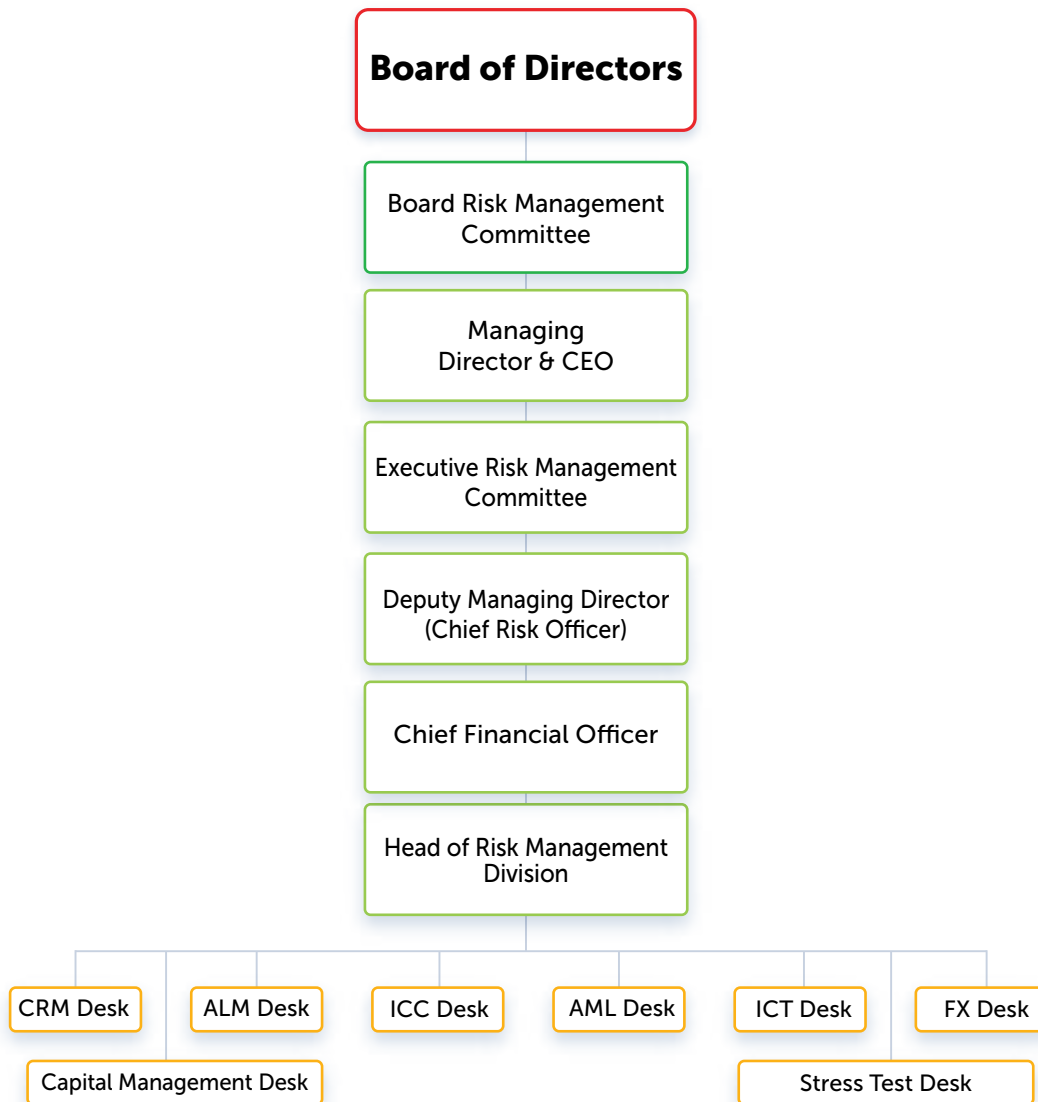 Board of Directors
Board Risk Management
Committee
Managing
Director & CEO
Executive Risk Management
Committee
Deputy Managing Director
(Chief Risk Officer)
Chief Financial Officer
Head of Risk Management
Division
CRM Desk
ALM Desk
ICC Desk
AML Desk
ICT Desk
FX Desk
Capital Management Desk
Stress Test Desk